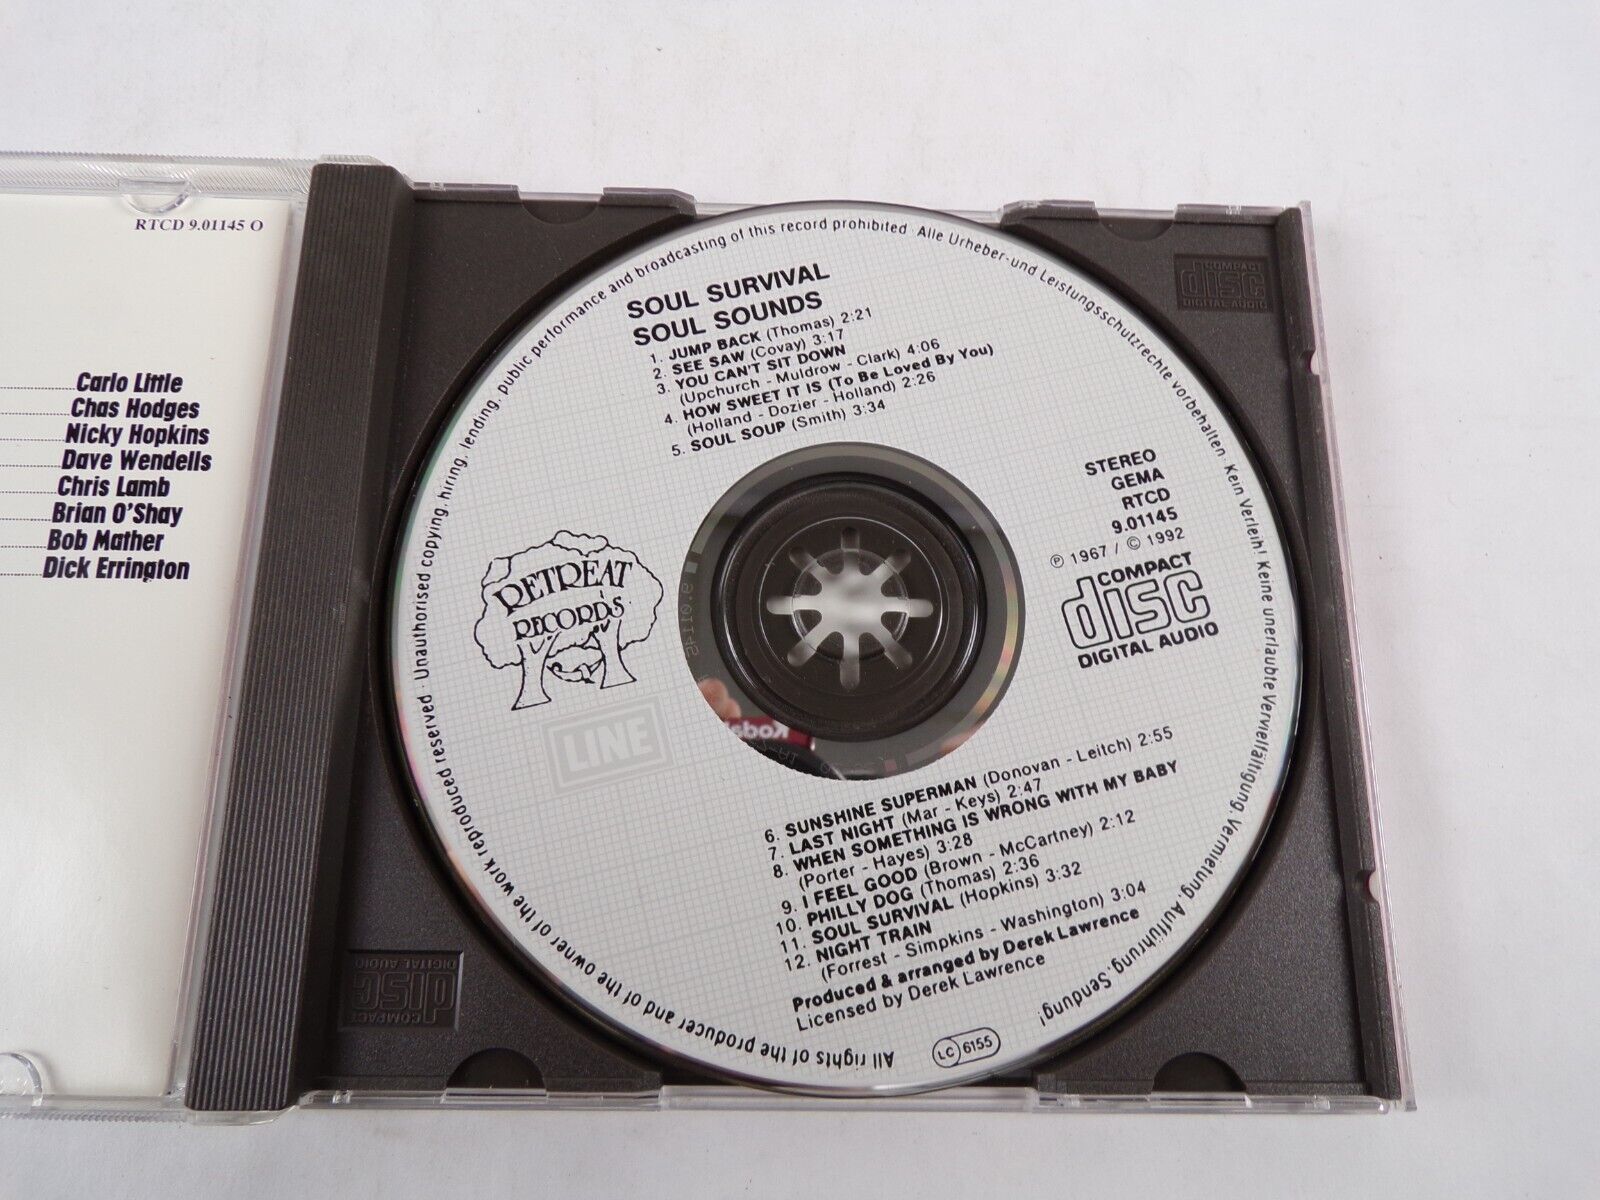 RTCD 9.01145 O
Carlo Little
Chas Hodges
Nicky Hopkins
Dave Wendells
Chris Lamb
Brian O'Shay
Bob Mather
Dick Errington
SOUL SURVIVAL
SOUL SOUNDS
1. JUMP BACK (Thomas) 2:21
2. SEE SAW (Covay) 3:17
3. YOU CAN'T SIT DOWN
(Upchurch - Muldrow - Clark) 4:06
4. HOW SWEET IT IS (To Be Loved By You)
(Holland - Dozier - Holland) 2:26
5. SOUL SOUP (Smith) 3:34
STEREO
GEMA
RTCD
9.01145
Ⓟ 1967 / © 1992
COMPACT
disc
DIGITAL AUDIO
RETREAT
RECORDS
LINE
6. SUNSHINE SUPERMAN (Donovan - Leitch) 2:55
7. LAST NIGHT (Mar - Keys) 2:47
8. WHEN SOMETHING IS WRONG WITH MY BABY
(Porter - Hayes) 3:28
9. I FEEL GOOD (Brown - McCartney) 2:12
10. PHILLY DOG (Thomas) 2:36
11. SOUL SURVIVAL (Hopkins) 3:32
12. NIGHT TRAIN
(Forrest - Simpkins - Washington) 3:04
Produced & arranged by Derek Lawrence
Licensed by Derek Lawrence
LC 6155
All rights of the producer and of the owner of the work reproduced reserved · Unauthorised copying, hiring, lending, public performance and broadcasting of this record prohibited · Alle Urheber- und Leistungsschutzrechte vorbehalten · Kein Verleih! Keine unerlaubte Vervielfältigung, Vermietung, Aufführung, Sendung!
COMPACT
disc
DIGITAL AUDIO
COMPACT
disc
DIGITAL AUDIO
9.01145
Kodak